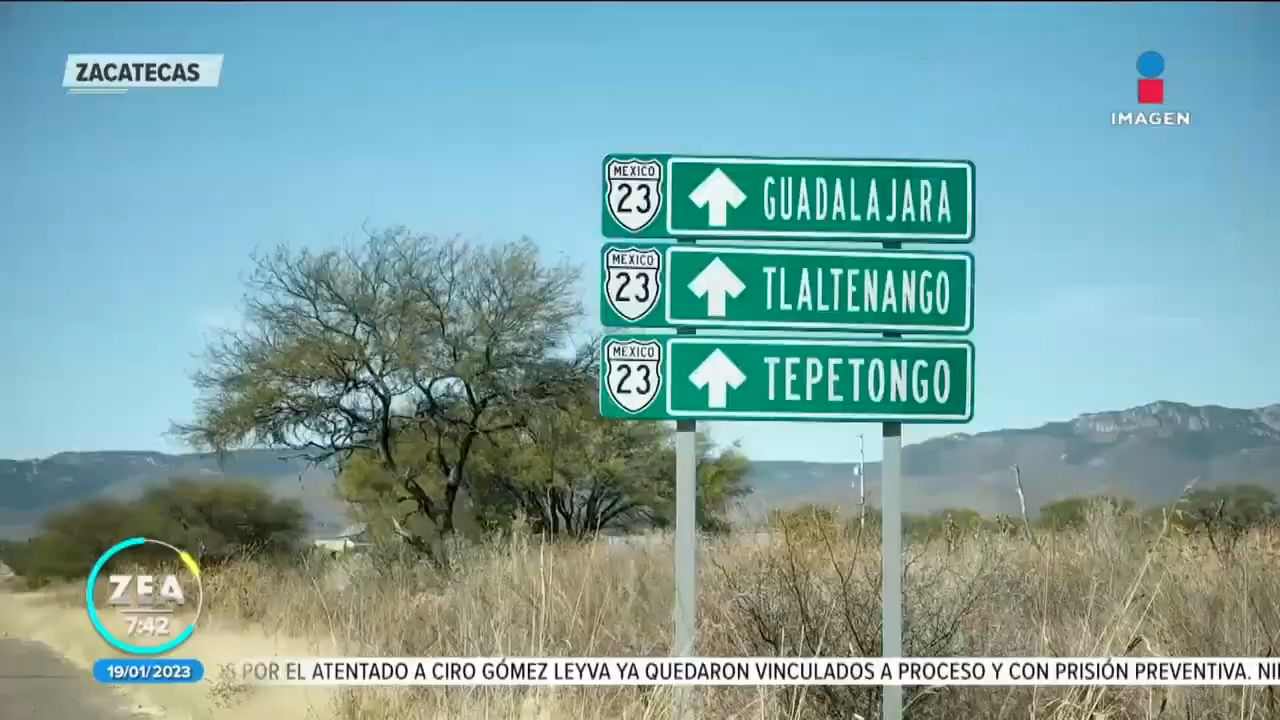 ZACATECAS
IMAGEN
MEXICO 23 GUADALAJARA
MEXICO 23 TLALTENANGO
MEXICO 23 TEPETONGO
ZEA
7:42
19/01/2023
POR EL ATENTADO A CIRO GÓMEZ LEYVA YA QUEDARON VINCULADOS A PROCESO Y CON PRISIÓN PREVENTIVA.